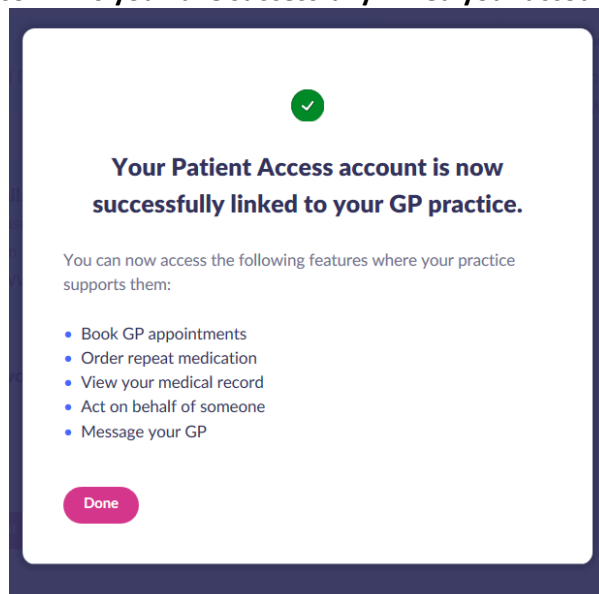 Your Patient Access account is now
successfully linked to your GP practice.
You can now access the following features where your practice
supports them:
Book GP appointments
Order repeat medication
View your medical record
Act on behalf of someone
Message your GP
Done